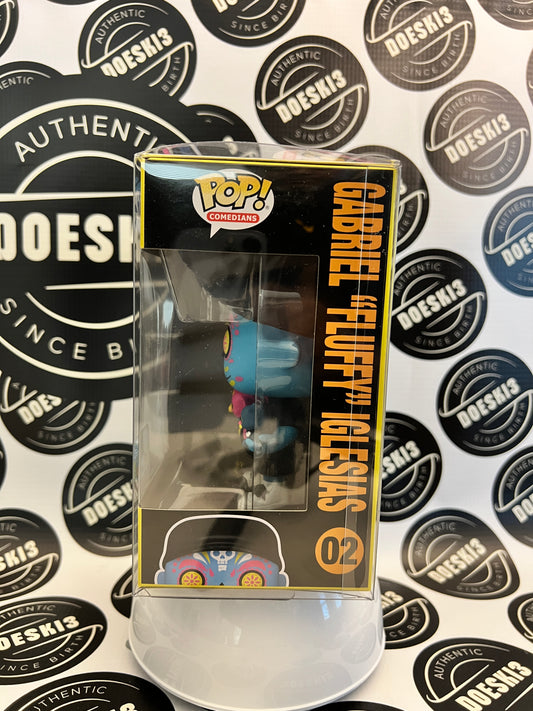 AUTHENTIC
DOESKI3
SINCE BIRTH
POP!
COMEDIANS
GABRIEL "FLUFFY" IGLESIAS
02